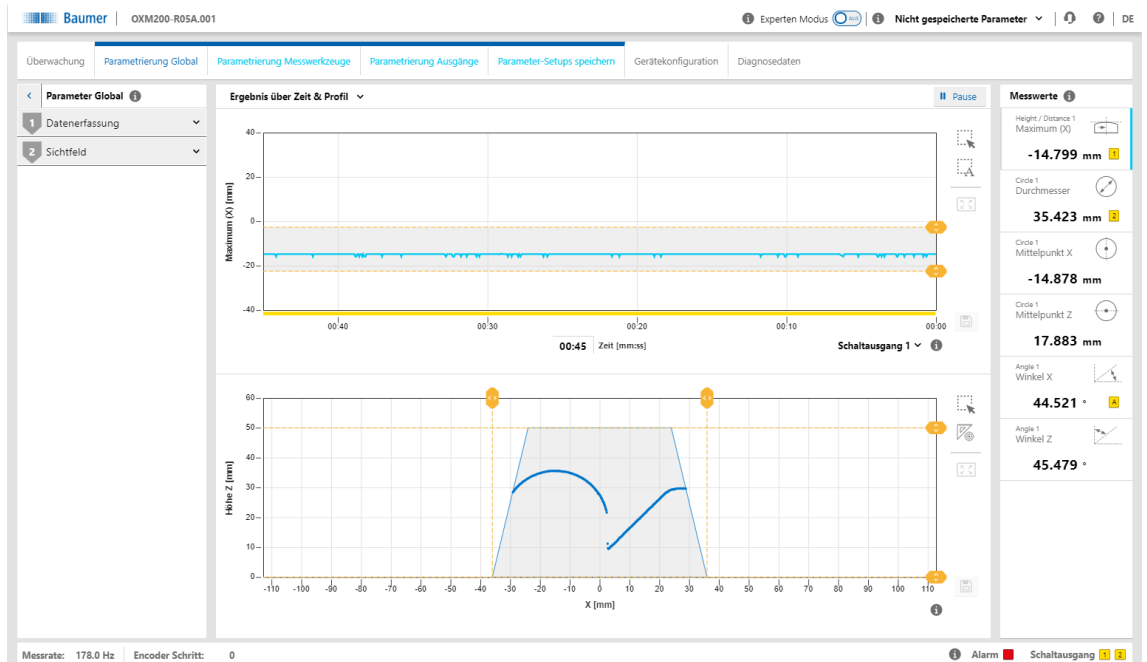 Baumer OXM200-R05A.001 Experten Modus AUS Nicht gespeicherte Parameter DE
Überwachung Parametrierung Global Parametrierung Messwerkzeuge Parametrierung Ausgänge Parameter-Setups speichern Gerätekonfiguration Diagnosedaten
Parameter Global
1 Datenerfassung
2 Sichtfeld
Ergebnis über Zeit & Profil Pause
Maximum (X) [mm]
40
20
0
-20
-40
00:40 00:30 00:20 00:10 00:00
00:45 Zeit [mm:ss] Schaltausgang 1
Höhe Z [mm]
60
50
40
30
20
10
0
-110 -100 -90 -80 -70 -60 -50 -40 -30 -20 -10 0 10 20 30 40 50 60 70 80 90 100 110
X [mm]
Messwerte
Height / Distance 1
Maximum (X)
-14.799 mm 1
Circle 1
Durchmesser
35.423 mm 2
Circle 1
Mittelpunkt X
-14.878 mm
Circle 1
Mittelpunkt Z
17.883 mm
Angle 1
Winkel X
44.521 ° A
Angle 1
Winkel Z
45.479 °
Messrate: 178.0 Hz Encoder Schritt: 0 Alarm Schaltausgang 1 2